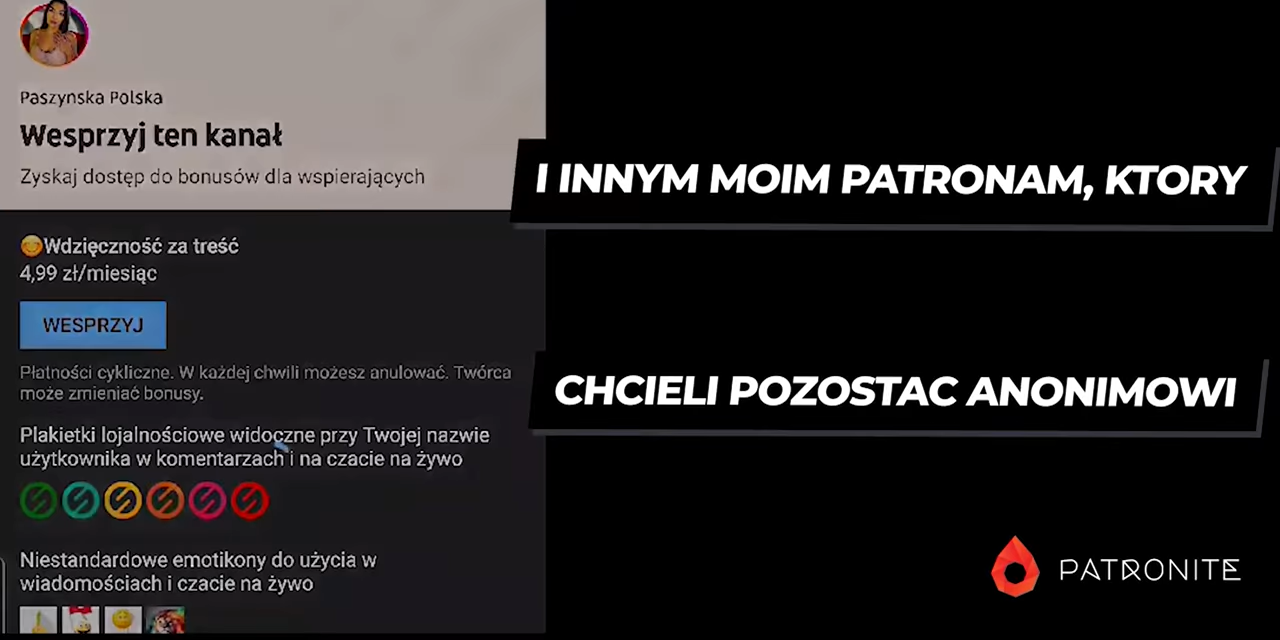 Paszynska Polska
Wesprzyj ten kanał
Zyskaj dostęp do bonusów dla wspierających
Wdzięczność za treść
4,99 zł/miesiąc
WESPRZYJ
Płatności cykliczne. W każdej chwili możesz anulować. Twórca
może zmieniać bonusy.
Plakietki lojalnościowe widoczne przy Twojej nazwie
użytkownika w komentarzach i na czacie na żywo
Niestandardowe emotikony do użycia w
wiadomościach i czacie na żywo
I INNYM MOIM PATRONAM, KTORY
CHCIELI POZOSTAC ANONIMOWI
PATRONITE